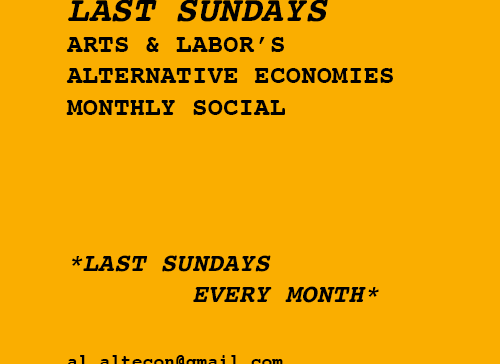 LAST SUNDAYS
ARTS & LABOR’S
ALTERNATIVE ECONOMIES
MONTHLY SOCIAL
*LAST SUNDAYS
EVERY MONTH*
al.altecon@gmail.com